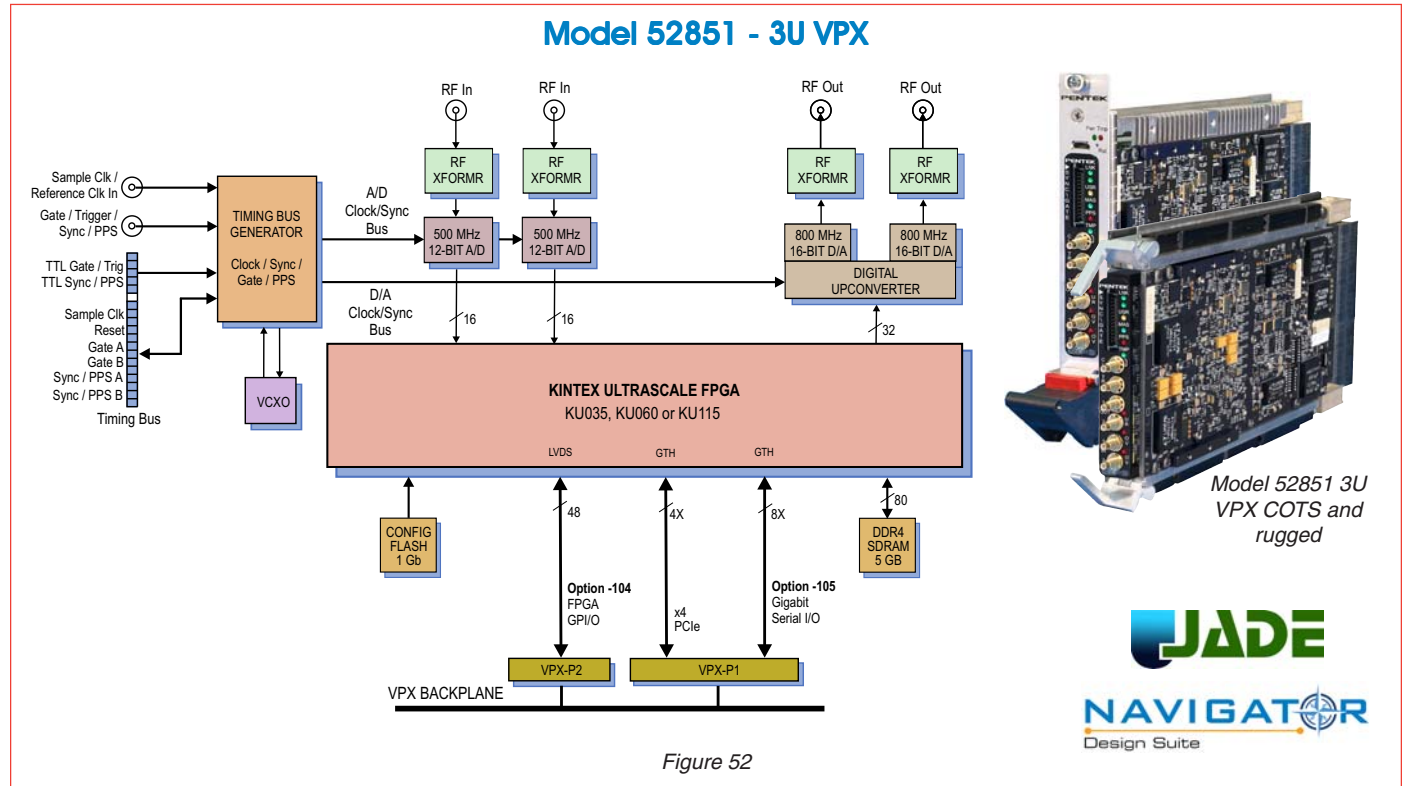 Model 52851 - 3U VPX
RF In
RF In
RF Out
RF Out
RF
XFORMR
RF
XFORMR
RF
XFORMR
RF
XFORMR
Sample Clk /
Reference Clk In
Gate / Trigger /
Sync / PPS
TTL Gate / Trig
TTL Sync / PPS
Sample Clk
Reset
Gate A
Gate B
Sync / PPS A
Sync / PPS B
Timing Bus
TIMING BUS
GENERATOR
Clock / Sync /
Gate / PPS
VCXO
A/D
Clock/Sync
Bus
D/A
Clock/Sync
Bus
500 MHz
12-BIT A/D
500 MHz
12-BIT A/D
800 MHz
16-BIT D/A
800 MHz
16-BIT D/A
DIGITAL
UPCONVERTER
16
16
32
KINTEX ULTRASCALE FPGA
KU035, KU060 or KU115
LVDS
GTH
GTH
48
4X
8X
80
CONFIG
FLASH
1 Gb
DDR4
SDRAM
5 GB
Option -104
FPGA
GPI/O
x4
PCIe
Option -105
Gigabit
Serial I/O
VPX-P2
VPX-P1
VPX BACKPLANE
Figure 52
PENTEK
PENTEK
PENTEK
Model 52851 3U
VPX COTS and
rugged
JADE
NAVIGATOR
Design Suite